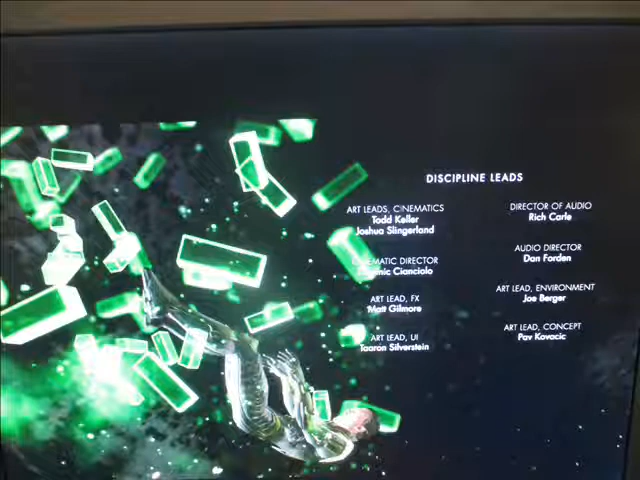 DISCIPLINE LEADS
ART LEADS, CINEMATICS
Todd Keller
Joshua Slingerland
DIRECTOR
Cianciolo
ART LEAD, FX
Matt Gilmore
ART LEAD, UI
Taaron Silverstein
DIRECTOR OF AUDIO
Rich Carle
AUDIO DIRECTOR
Dan Forden
ART LEAD, ENVIRONMENT
Joe Berger
ART LEAD, CONCEPT
Pav Kovacic